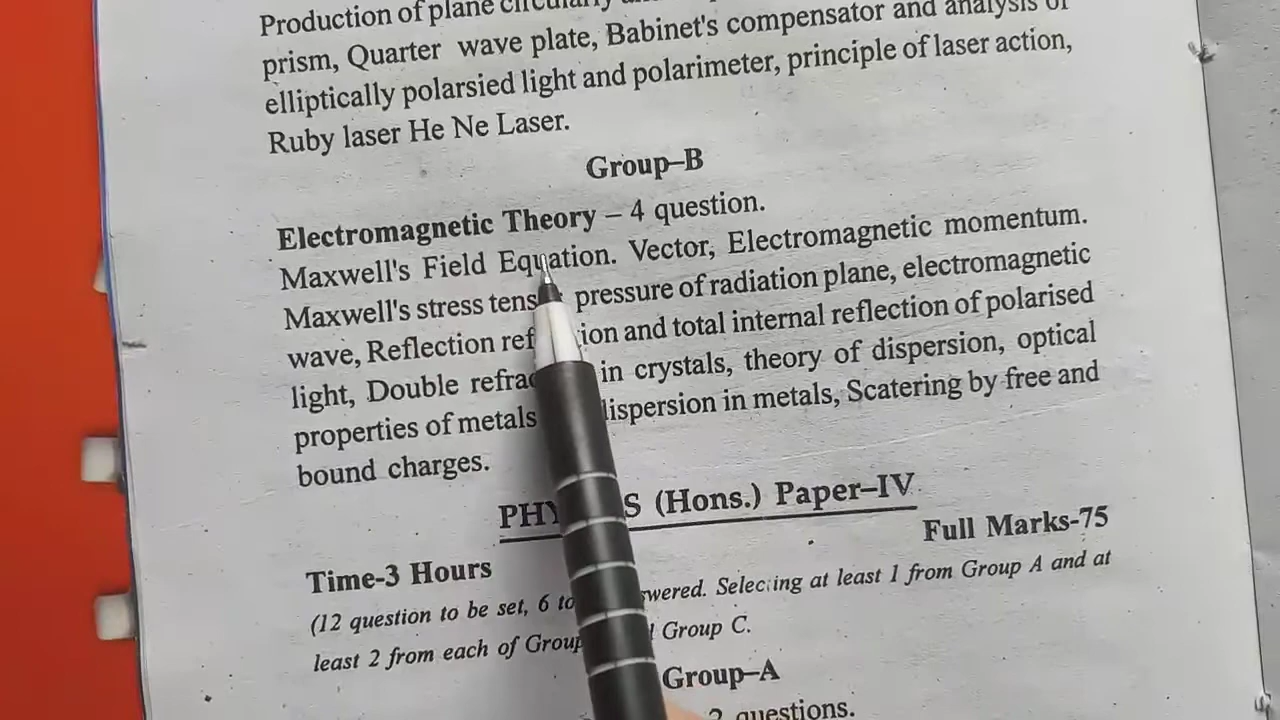 Production of plane circularly
prism, Quarter wave plate, Babinet's compensator and analysis of
elliptically polarsied light and polarimeter, principle of laser action,
Ruby laser He Ne Laser.
Group–B
Electromagnetic Theory – 4 question.
Maxwell's Field Equation. Vector, Electromagnetic momentum.
Maxwell's stress tens pressure of radiation plane, electromagnetic
wave, Reflection ref ion and total internal reflection of polarised
light, Double refrac in crystals, theory of dispersion, optical
properties of metals dispersion in metals, Scatering by free and
bound charges.
PHY S (Hons.) Paper–IV
Full Marks-75
Time-3 Hours
(12 question to be set, 6 to swered. Selecting at least 1 from Group A and at
least 2 from each of Group Group C.
Group–A
2 questions.